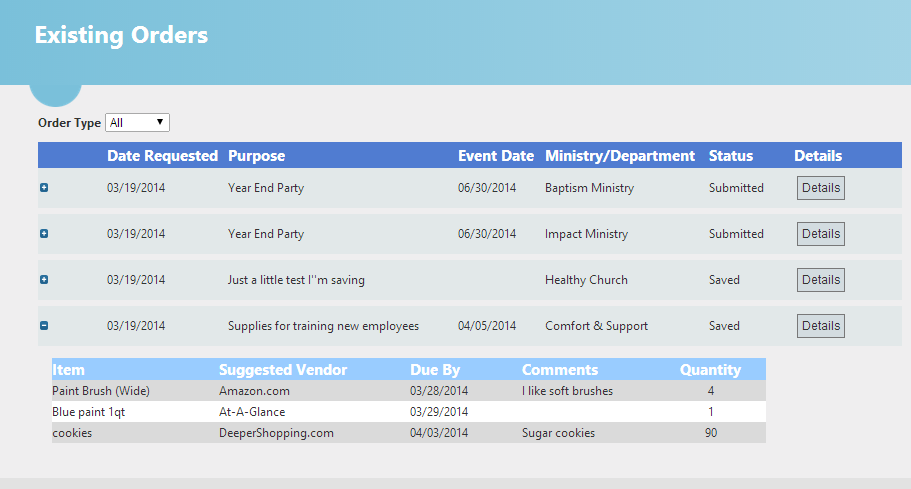 Existing Orders
Order Type All
Date Requested Purpose Event Date Ministry/Department Status Details
03/19/2014 Year End Party 06/30/2014 Baptism Ministry Submitted Details
03/19/2014 Year End Party 06/30/2014 Impact Ministry Submitted Details
03/19/2014 Just a little test I''m saving Healthy Church Saved Details
03/19/2014 Supplies for training new employees 04/05/2014 Comfort & Support Saved Details
Item Suggested Vendor Due By Comments Quantity
Paint Brush (Wide) Amazon.com 03/28/2014 I like soft brushes 4
Blue paint 1qt At-A-Glance 03/29/2014 1
cookies DeeperShopping.com 04/03/2014 Sugar cookies 90